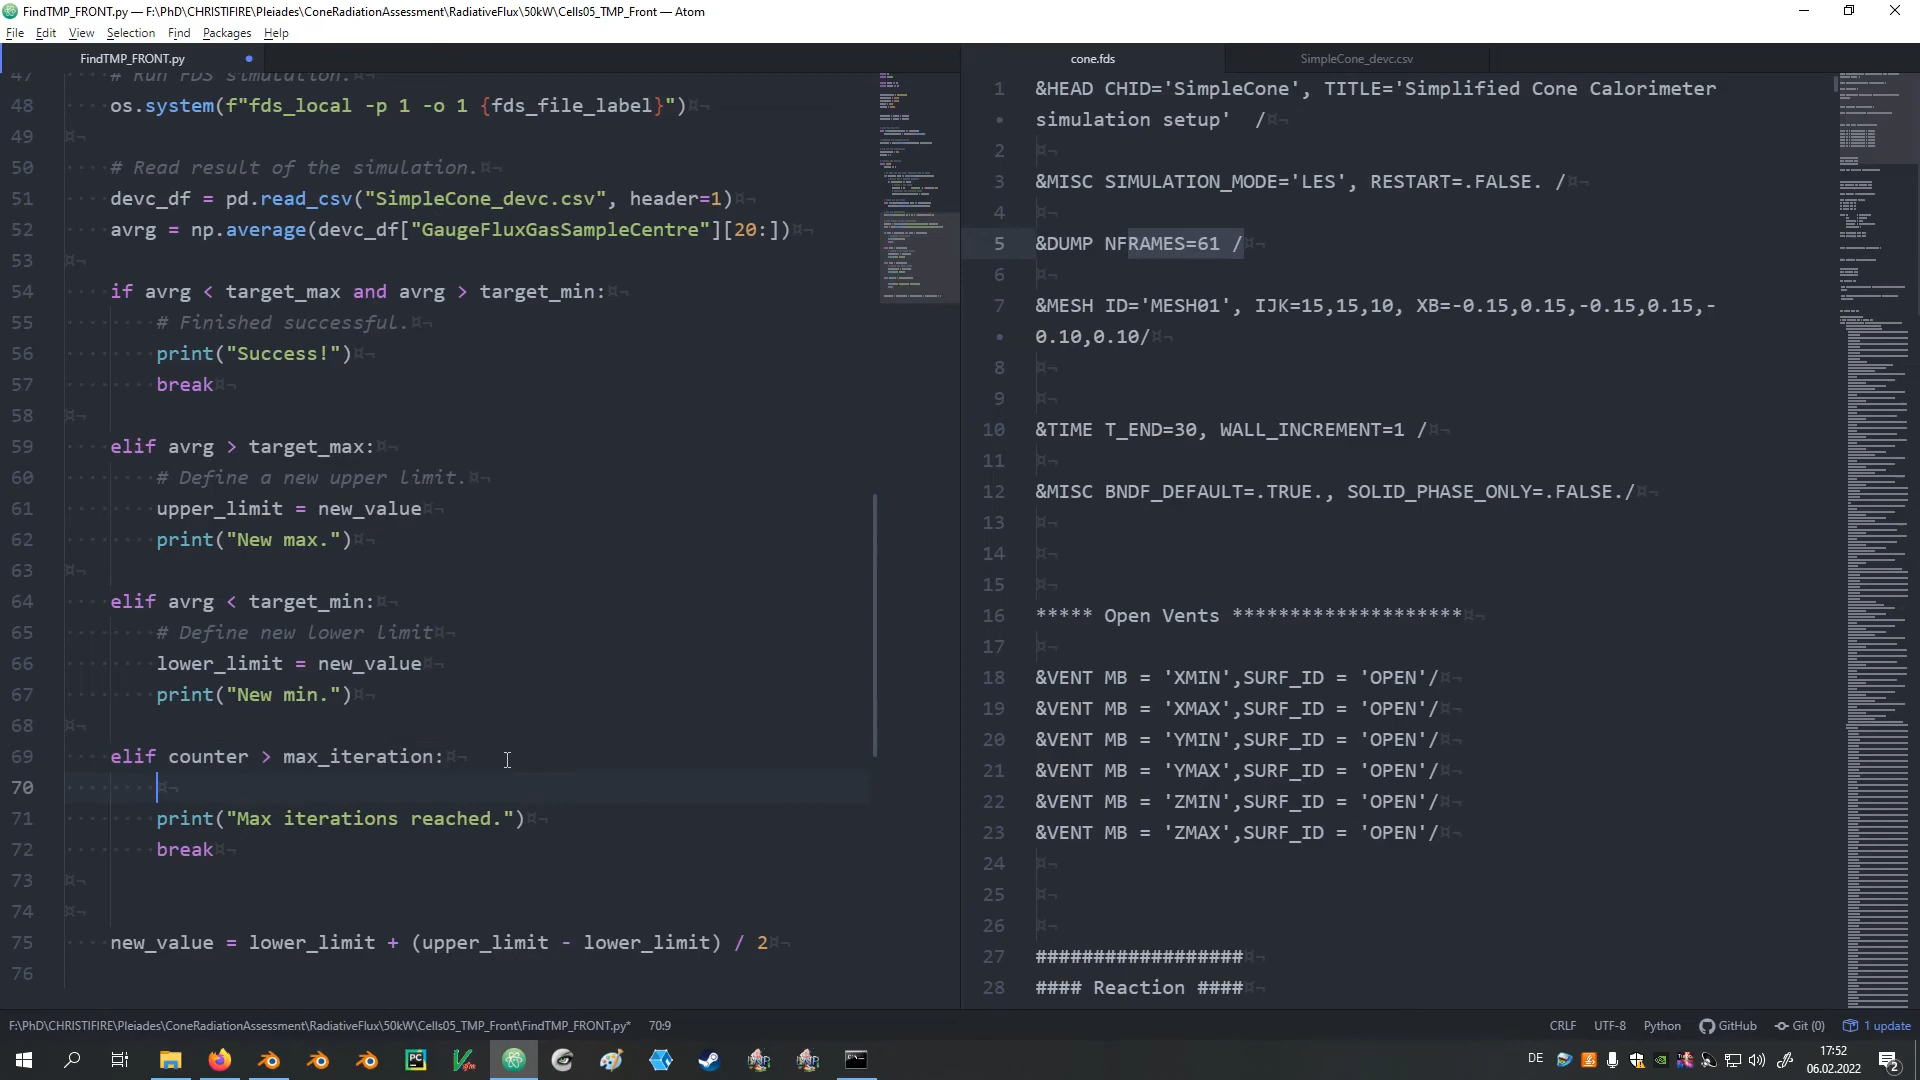 FindTMP_FRONT.py — F:\PhD\CHRISTIFIRE\Pleiades\ConeRadiationAssessment\RadiativeFlux\50kW\Cells05_TMP_Front — Atom
File Edit View Selection Find Packages Help
FindTMP_FRONT.py
47 # Run FDS simulation.
48 os.system(f"fds_local -p 1 -o 1 {fds_file_label}")
49
50 # Read result of the simulation.
51 devc_df = pd.read_csv("SimpleCone_devc.csv", header=1)
52 avrg = np.average(devc_df["GaugeFluxGasSampleCentre"][20:])
53
54 if avrg < target_max and avrg > target_min:
55 # Finished successful.
56 print("Success!")
57 break
58
59 elif avrg > target_max:
60 # Define a new upper limit.
61 upper_limit = new_value
62 print("New max.")
63
64 elif avrg < target_min:
65 # Define new lower limit
66 lower_limit = new_value
67 print("New min.")
68
69 elif counter > max_iteration:
70
71 print("Max iterations reached.")
72 break
73
74
75 new_value = lower_limit + (upper_limit - lower_limit) / 2
76
cone.fds SimpleCone_devc.csv
1 &HEAD CHID='SimpleCone', TITLE='Simplified Cone Calorimeter
• simulation setup' /
2
3 &MISC SIMULATION_MODE='LES', RESTART=.FALSE. /
4
5 &DUMP NFRAMES=61 /
6
7 &MESH ID='MESH01', IJK=15,15,10, XB=-0.15,0.15,-0.15,0.15,-
• 0.10,0.10/
8
9
10 &TIME T_END=30, WALL_INCREMENT=1 /
11
12 &MISC BNDF_DEFAULT=.TRUE., SOLID_PHASE_ONLY=.FALSE./
13
14
15
16 ***** Open Vents ********************
17
18 &VENT MB = 'XMIN',SURF_ID = 'OPEN'/
19 &VENT MB = 'XMAX',SURF_ID = 'OPEN'/
20 &VENT MB = 'YMIN',SURF_ID = 'OPEN'/
21 &VENT MB = 'YMAX',SURF_ID = 'OPEN'/
22 &VENT MB = 'ZMIN',SURF_ID = 'OPEN'/
23 &VENT MB = 'ZMAX',SURF_ID = 'OPEN'/
24
25
26
27 ##################
28 #### Reaction ####
F:\PhD\CHRISTIFIRE\Pleiades\ConeRadiationAssessment\RadiativeFlux\50kW\Cells05_TMP_Front\FindTMP_FRONT.py* 70:9 CRLF UTF-8 Python GitHub Git (0) 1 update
DE 17:52
06.02.2022 2